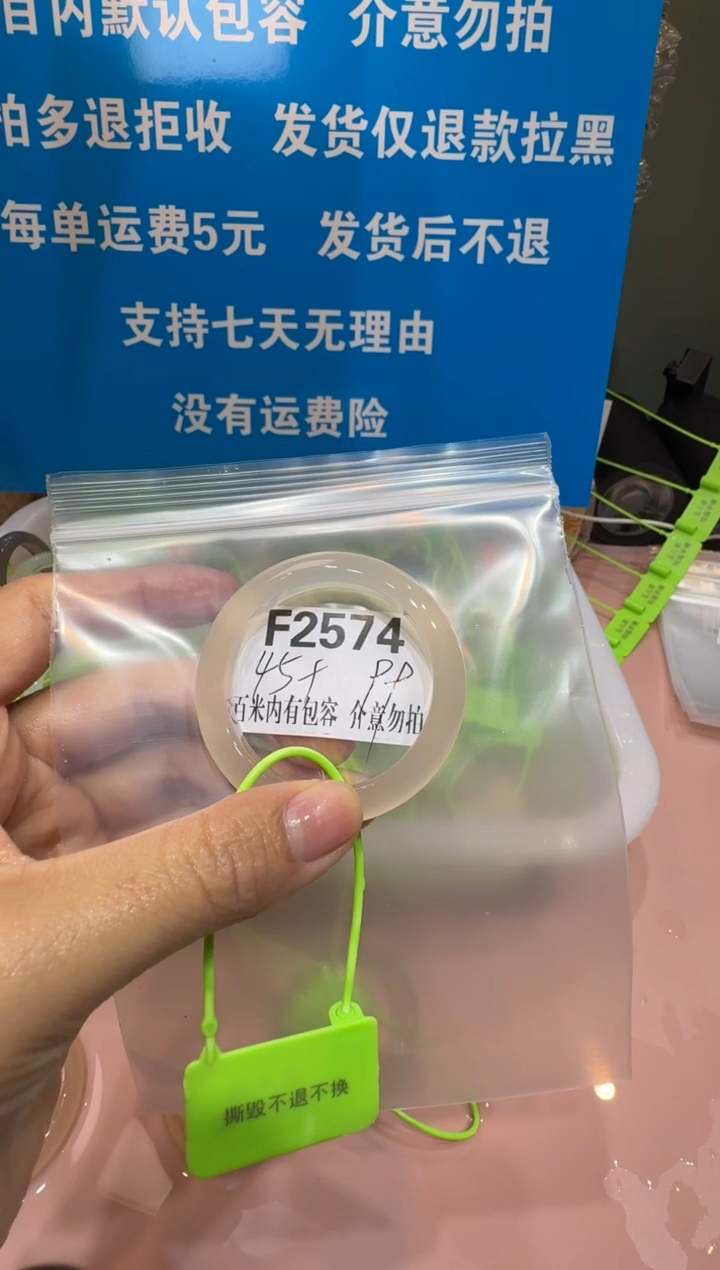 百内默认包容 介意勿拍
拍多退拒收 发货仅退款拉黑
每单运费5元 发货后不退
支持七天无理由
没有运费险
F2574
45+ PP
百米内有包容 介意勿拍
撕毁不退不换